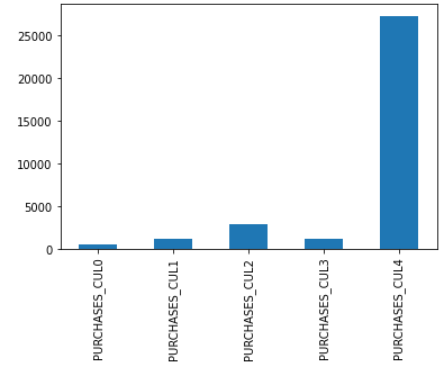 25000
20000
15000
10000
5000
0
PURCHASES_CUL0
PURCHASES_CUL1
PURCHASES_CUL2
PURCHASES_CUL3
PURCHASES_CUL4